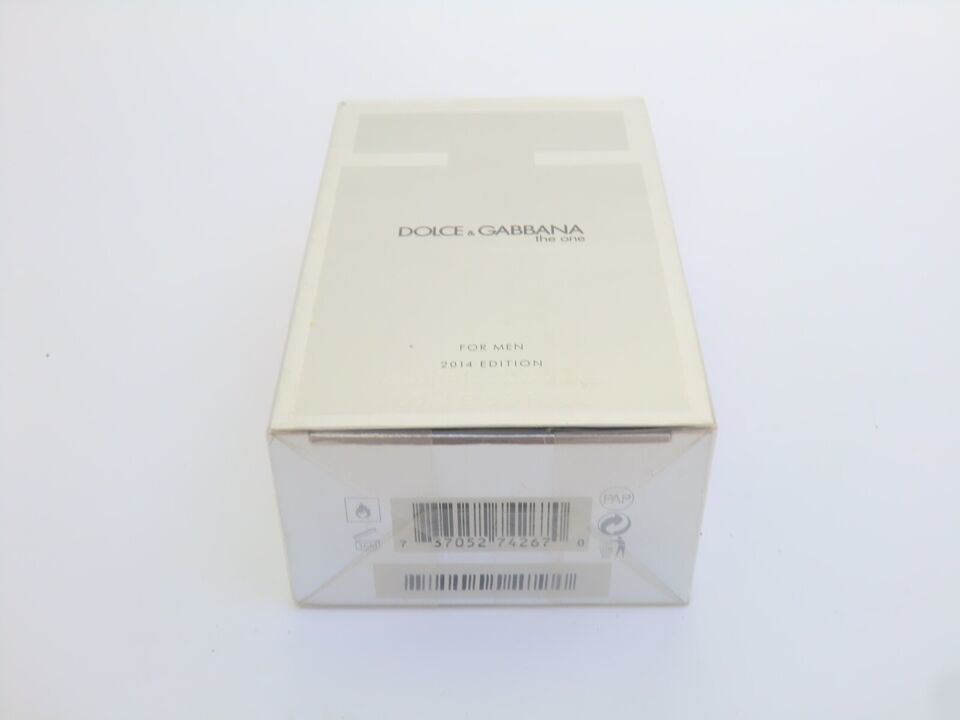 DOLCE & GABBANA
the one
FOR MEN
2014 EDITION
PAP
7 37052 74267 0